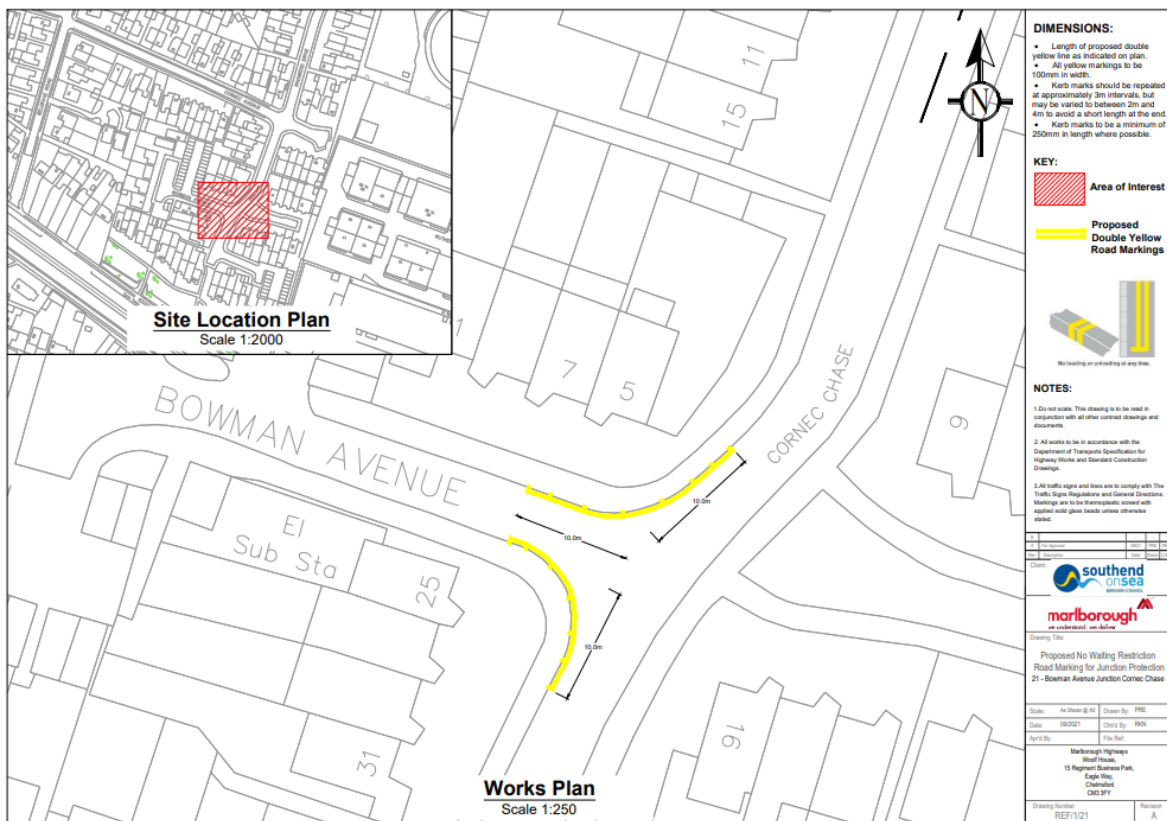 Site Location Plan
Scale 1:2000
11
15
7
5
9
BOWMAN AVENUE
CORNEC CHASE
El
Sub Sta
25
31
16
10.0m
10.0m
10.0m
Works Plan
Scale 1:250
N
DIMENSIONS:
• Length of proposed double
yellow line as indicated on plan.
• All yellow markings to be
100mm in width.
• Kerb marks should be repeated
at approximately 3m intervals, but
may be varied to between 2m and
4m to avoid a short length at the end.
• Kerb marks to be a minimum of
250mm in length where possible.
KEY:
Area of Interest
Proposed
Double Yellow
Road Markings
No loading or unloading at any time.
NOTES:
1.Do not scale. This drawing is to be read in
conjunction with all other contract drawings and
documents.
2. All works to be in accordance with the
Department of Transports Specification for
Highway Works and Standard Construction
Drawings.
3.All traffic signs and lines are to comply with The
Traffic Signs Regulations and General Directions.
Markings are to be thermoplastic screed with
applied solid glass beads unless otherwise
stated.
A For Approval
Rev. Description Date
Client:
southend
on sea
BOROUGH COUNCIL
marlborough
we understand, we deliver
Drawing Title:
Proposed No Waiting Restriction
Road Marking for Junction Protection
21 - Bowman Avenue Junction Cornec Chase
Scale: As Shown @ A3 Drawn By: PRE
Date: 09/2021 Chk'd By: RKN
Apr'd By: File Ref:
Marlborough Highways
Woolf House,
15 Regiment Business Park,
Eagle Way,
Chelmsford
CM3 3FY
Drawing Number Revision:
REF/1/21 A